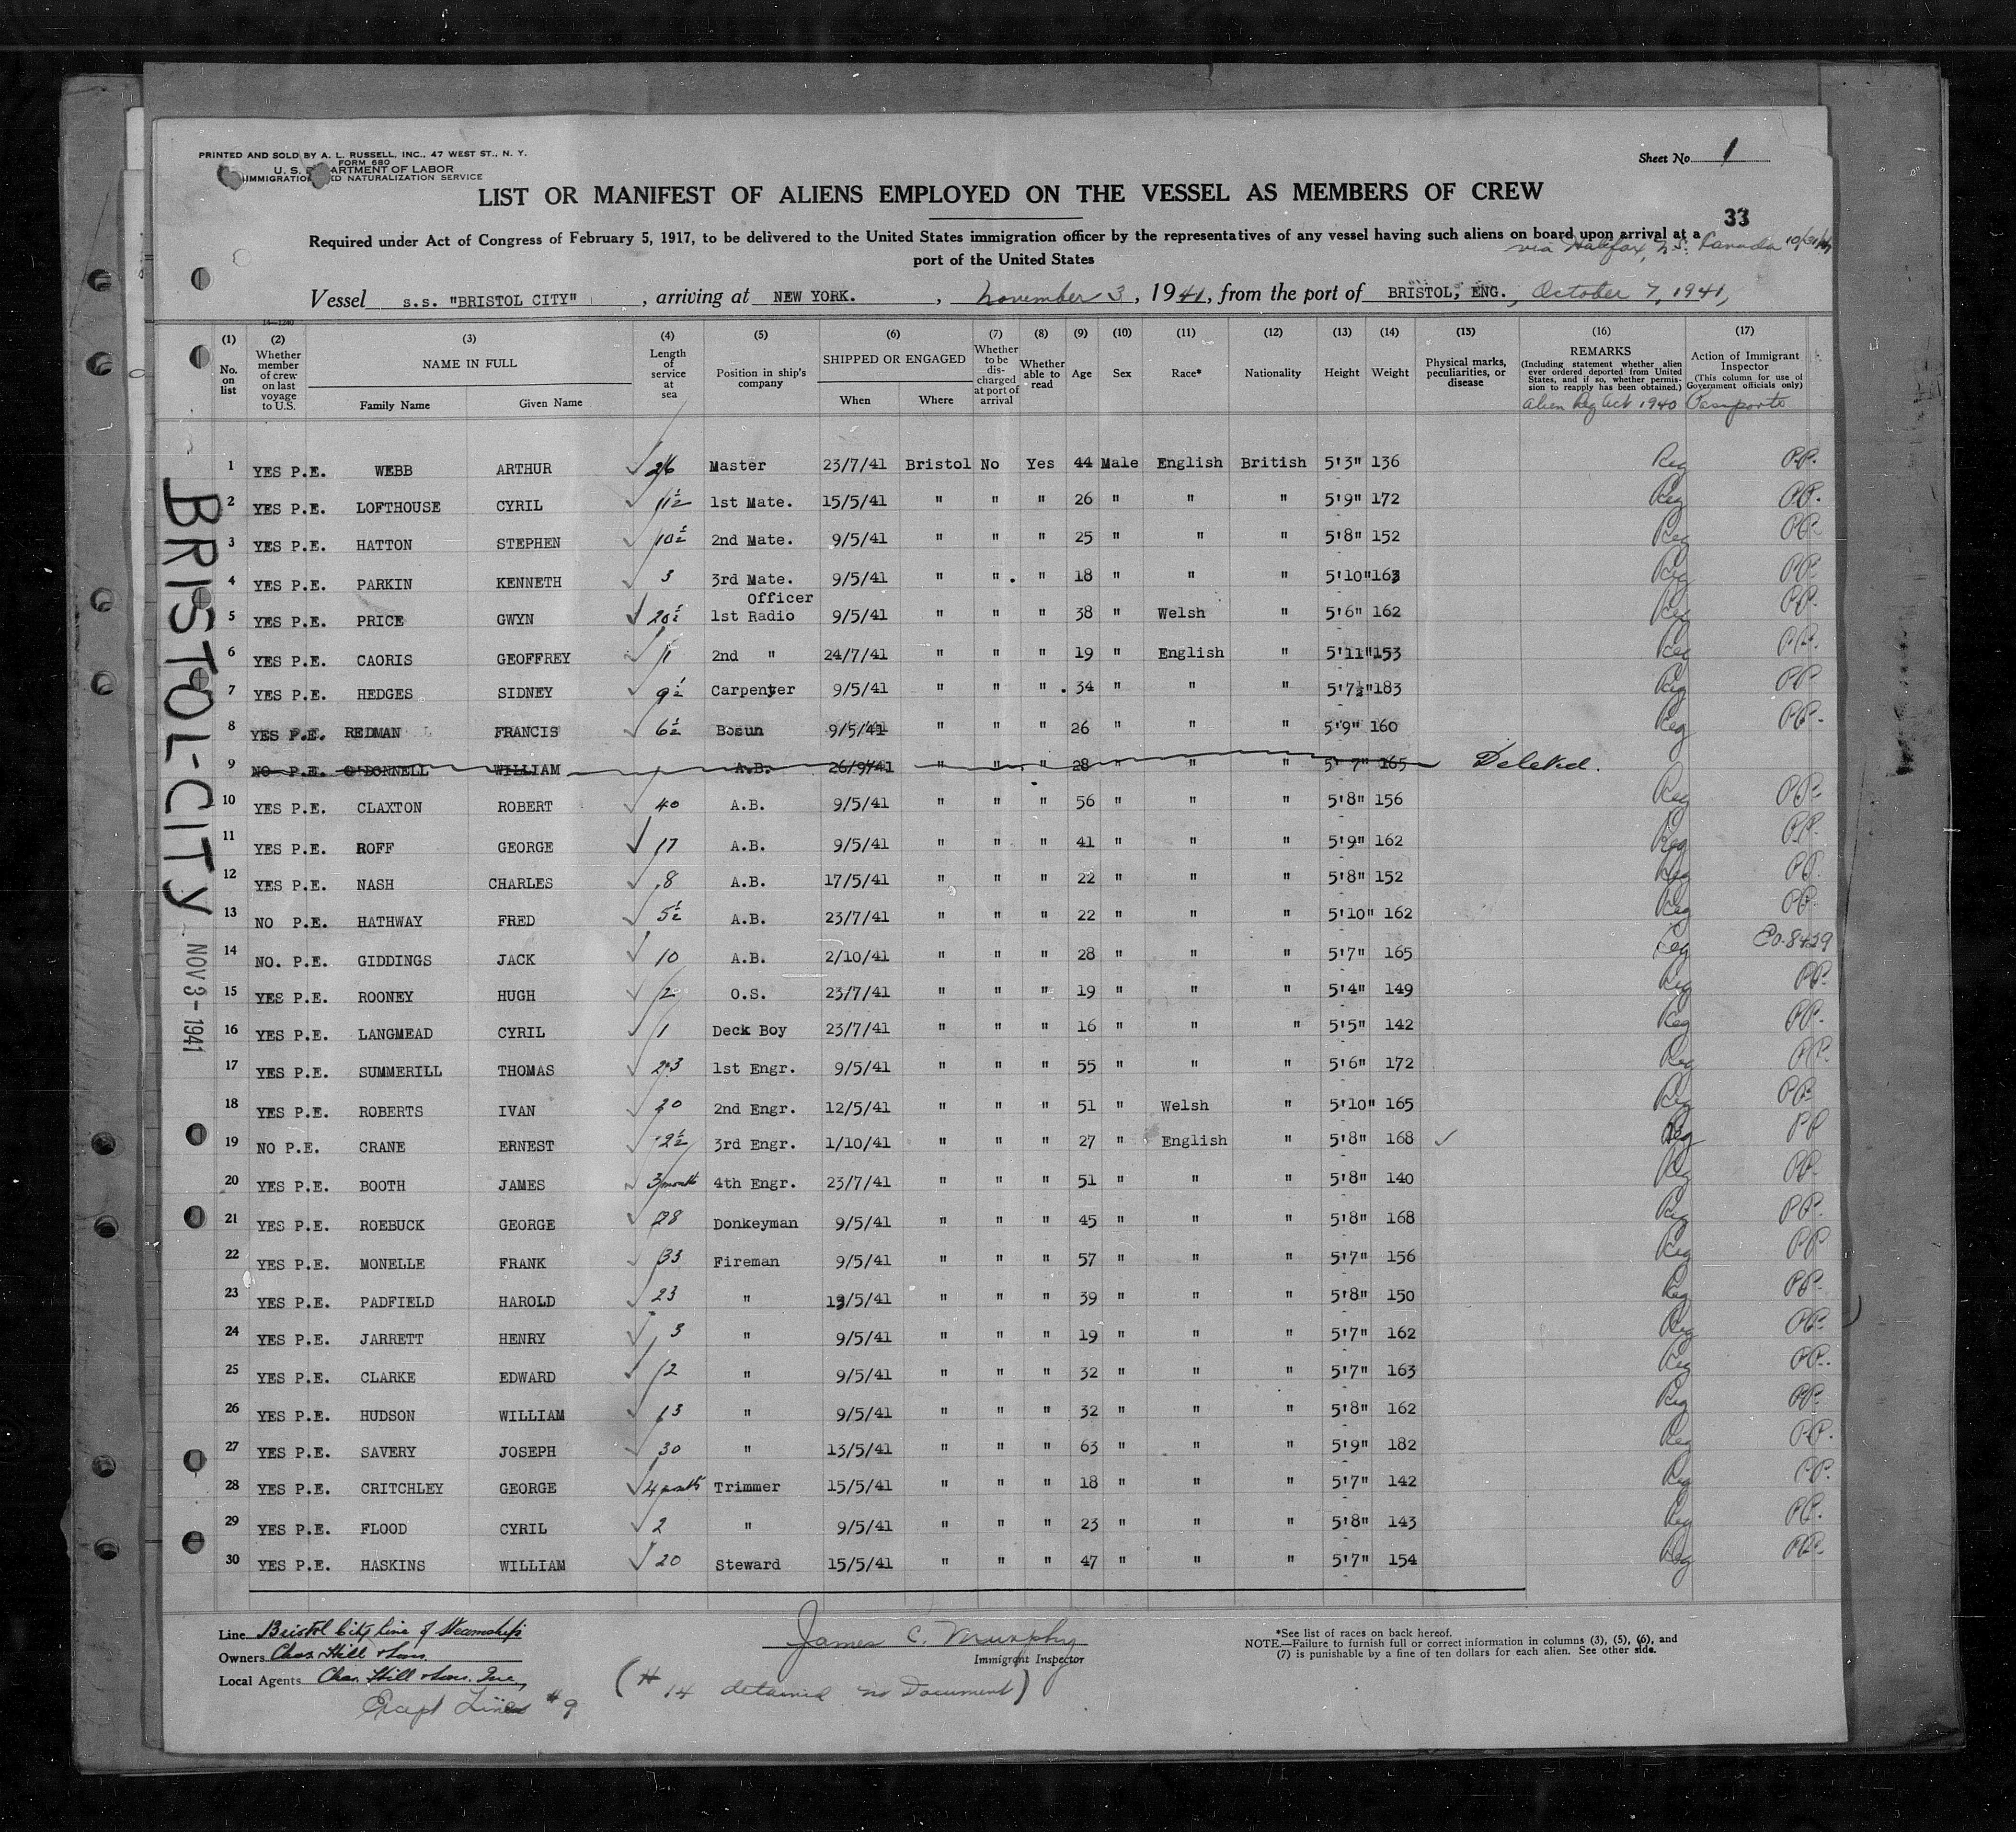 PRINTED AND SOLD BY A. L. RUSSELL, INC., 47 WEST ST., N. Y.
FORM 680
U. S. DEPARTMENT OF LABOR
IMMIGRATION AND NATURALIZATION SERVICE
Sheet No. 1
LIST OR MANIFEST OF ALIENS EMPLOYED ON THE VESSEL AS MEMBERS OF CREW
33
Required under Act of Congress of February 5, 1917, to be delivered to the United States immigration officer by the representatives of any vessel having such aliens on board upon arrival at a
port of the United States
via Halifax, N.S. Canada
Vessel s.s. "BRISTOL CITY", arriving at NEW YORK., November 3, 1941, from the port of BRISTOL, ENG., October 7, 1941,
14—1240
(1) No. on list
(2) Whether member of crew on last voyage to U.S.
(3) NAME IN FULL Family Name Given Name
(4) Length of service at sea
(5) Position in ship's company
(6) SHIPPED OR ENGAGED When Where
(7) Whether to be discharged at port of arrival
(8) Whether able to read
(9) Age
(10) Sex
(11) Race*
(12) Nationality
(13) Height
(14) Weight
(15) Physical marks, peculiarities, or disease
(16) REMARKS (Including statement whether alien ever ordered deported from United States, and if so, whether permission to reapply has been obtained.) Alien Reg Act 1940
(17) Action of Immigrant Inspector (This column for use of Government officials only) Passports
1 YES P.E. WEBB ARTHUR 26 Master 23/7/41 Bristol No Yes 44 Male English British 5'3" 136 Reg P.P.
2 YES P.E. LOFTHOUSE CYRIL 11½ 1st Mate. 15/5/41 " " " 26 " " " 5'9" 172 Reg P.P.
3 YES P.E. HATTON STEPHEN 10½ 2nd Mate. 9/5/41 " " " 25 " " " 5'8" 152 Reg P.P.
4 YES P.E. PARKIN KENNETH 3 3rd Mate. 9/5/41 " " " 18 " " " 5'10" 163 Reg P.P.
5 YES P.E. PRICE GWYN 20½ 1st Radio Officer 9/5/41 " " " 38 " Welsh " 5'6" 162 Reg P.P.
6 YES P.E. CAORIS GEOFFREY 1 2nd " 24/7/41 " " " 19 " English " 5'11" 153 Reg P.P.
7 YES P.E. HEDGES SIDNEY 9½ Carpenter 9/5/41 " " " 34 " " " 5'7½" 183 Reg P.P.
8 YES P.E. REDMAN FRANCIS 6½ Bosun 9/5/41 " " " 26 " " " 5'9" 160 Reg P.P.
9 NO P.E. O'DONNELL WILLIAM A.B. 26/9/41 " " " 28 " " " 5'7" 165 Deleted.
10 YES P.E. CLAXTON ROBERT 40 A.B. 9/5/41 " " " 56 " " " 5'8" 156 Reg P.P.
11 YES P.E. ROFF GEORGE 17 A.B. 9/5/41 " " " 41 " " " 5'9" 162 Reg P.P.
12 YES P.E. NASH CHARLES 8 A.B. 17/5/41 " " " 22 " " " 5'8" 152 Reg P.P.
13 NO P.E. HATHWAY FRED 5½ A.B. 23/7/41 " " " 22 " " " 5'10" 162 Reg P.P.
14 NO. P.E. GIDDINGS JACK 10 A.B. 2/10/41 " " " 28 " " " 5'7" 165 Reg EO-8429
15 YES P.E. ROONEY HUGH 2 O.S. 23/7/41 " " " 19 " " " 5'4" 149 Reg P.P.
16 YES P.E. LANGMEAD CYRIL 1 Deck Boy 23/7/41 " " " 16 " " " 5'5" 142 Reg P.P.
17 YES P.E. SUMMERILL THOMAS 23 1st Engr. 9/5/41 " " " 55 " " " 5'6" 172 Reg P.P.
18 YES P.E. ROBERTS IVAN 20 2nd Engr. 12/5/41 " " " 51 " Welsh " 5'10" 165 Reg P.P.
19 NO P.E. CRANE ERNEST 2½ 3rd Engr. 1/10/41 " " " 27 " English " 5'8" 168 ✓ Reg P.P
20 YES P.E. BOOTH JAMES 3 months 4th Engr. 23/7/41 " " " 51 " " " 5'8" 140 Reg P.P.
21 YES P.E. ROEBUCK GEORGE 28 Donkeyman 9/5/41 " " " 45 " " " 5'8" 168 Reg P.P.
22 YES P.E. MONELLE FRANK 33 Fireman 9/5/41 " " " 57 " " " 5'7" 156 Reg P.P
23 YES P.E. PADFIELD HAROLD 23 " 13/5/41 " " " 39 " " " 5'8" 150 Reg P.P.
24 YES P.E. JARRETT HENRY 3 " 9/5/41 " " " 19 " " " 5'7" 162 Reg P.P.
25 YES P.E. CLARKE EDWARD 12 " 9/5/41 " " " 32 " " " 5'7" 163 Reg P.P.
26 YES P.E. HUDSON WILLIAM 13 " 9/5/41 " " " 32 " " " 5'8" 162 Reg P.P.
27 YES P.E. SAVERY JOSEPH 30 " 13/5/41 " " " 63 " " " 5'9" 182 Reg P.P.
28 YES P.E. CRITCHLEY GEORGE 4 months Trimmer 15/5/41 " " " 18 " " " 5'7" 142 Reg P.P.
29 YES P.E. FLOOD CYRIL 2 " 9/5/41 " " " 23 " " " 5'8" 143 Reg P.P.
30 YES P.E. HASKINS WILLIAM 20 Steward 15/5/41 " " " 47 " " " 5'7" 154 Reg P.P.
BRISTOL-CITY
NOV 3-1941
Line Bristol City Line of Steamships
Owners Chas. Hill & Sons.
Local Agents Chas. Hill & Sons. Inc,
Except Lines #9
James C. Murphy
Immigrant Inspector
(# 14 detained no Document)
*See list of races on back hereof.
NOTE.—Failure to furnish full or correct information in columns (3), (5), (6), and
(7) is punishable by a fine of ten dollars for each alien. See other side.